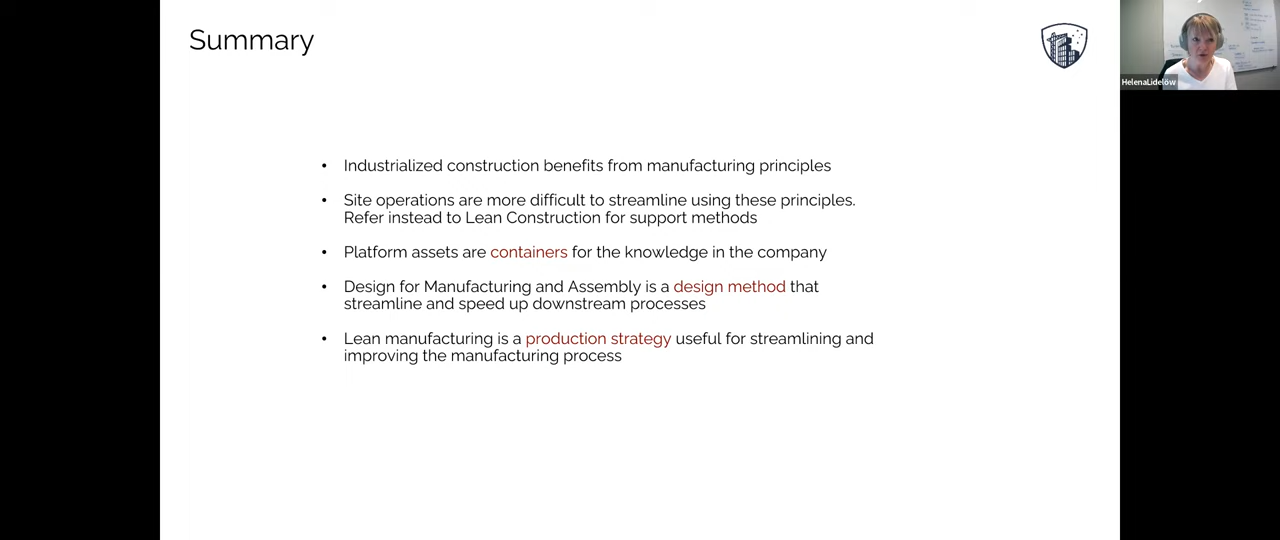 Summary
HelenaLidelöw
• Industrialized construction benefits from manufacturing principles
• Site operations are more difficult to streamline using these principles.
Refer instead to Lean Construction for support methods
• Platform assets are containers for the knowledge in the company
• Design for Manufacturing and Assembly is a design method that
streamline and speed up downstream processes
• Lean manufacturing is a production strategy useful for streamlining and
improving the manufacturing process